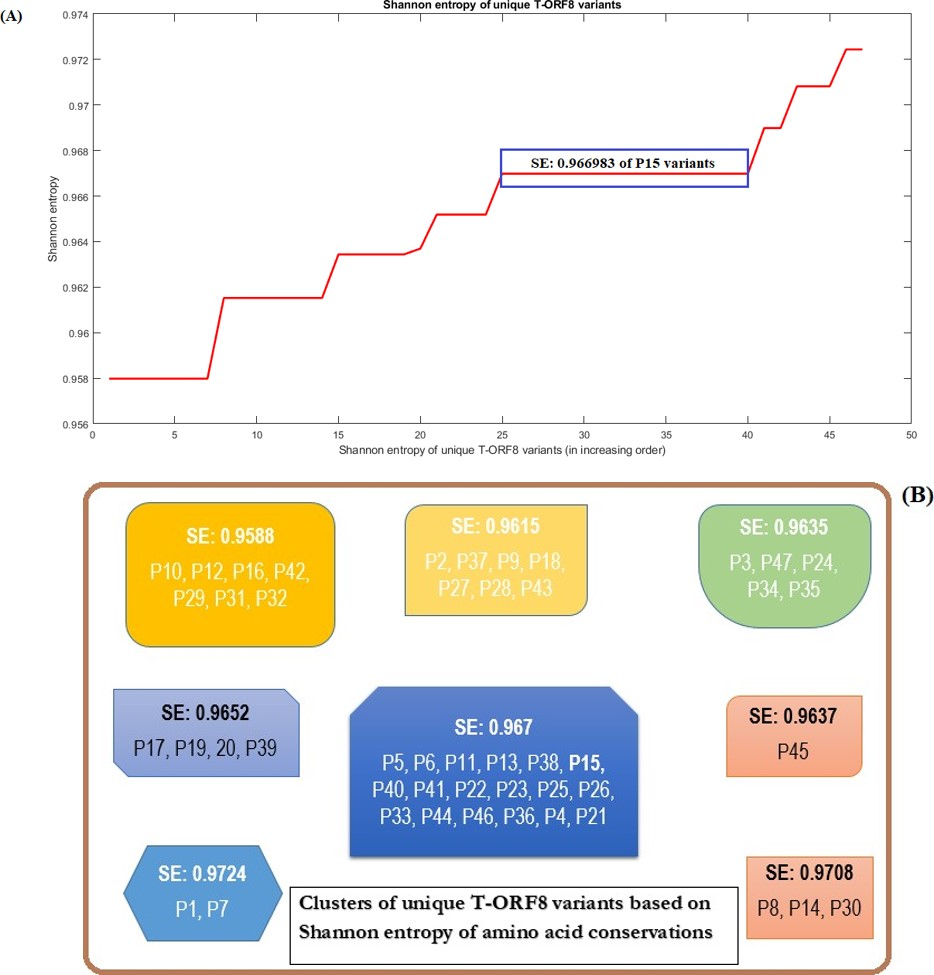 (A)
Shannon entropy of unique T-ORF8 variants
0.974
0.972
0.97
0.968
0.966
0.964
0.962
0.96
0.958
0.956
Shannon entropy
SE: 0.966983 of P15 variants
0 5 10 15 20 25 30 35 40 45 50
Shannon entropy of unique T-ORF8 variants (in increasing order)
(B)
SE: 0.9588
P10, P12, P16, P42,
P29, P31, P32
SE: 0.9615
P2, P37, P9, P18,
P27, P28, P43
SE: 0.9635
P3, P47, P24,
P34, P35
SE: 0.9652
P17, P19, 20, P39
SE: 0.967
P5, P6, P11, P13, P38, P15,
P40, P41, P22, P23, P25, P26,
P33, P44, P46, P36, P4, P21
SE: 0.9637
P45
SE: 0.9724
P1, P7
Clusters of unique T-ORF8 variants based on
Shannon entropy of amino acid conservations
SE: 0.9708
P8, P14, P30